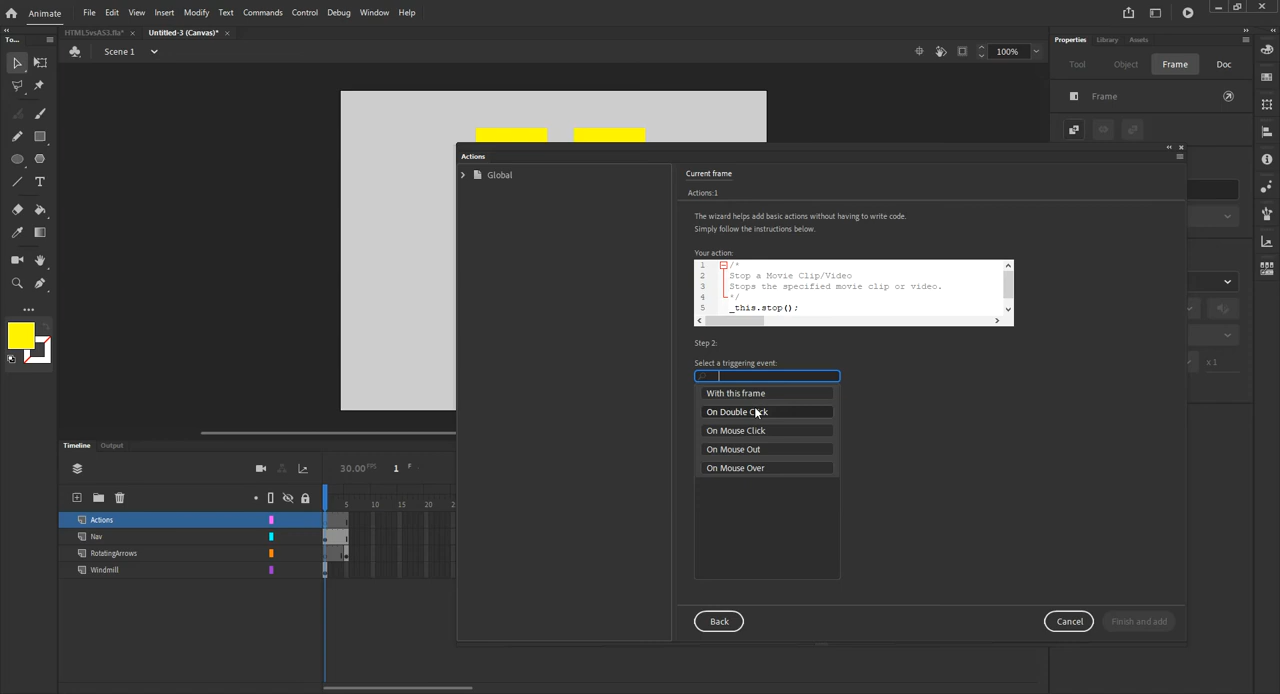 Animate File Edit View Insert Modify Text Commands Control Debug Window Help
To... HTML5vsAS3.fla* × Untitled-3 (Canvas)* × Properties Library Assets
Scene 1 100% Tool Object Frame Doc
Frame
Actions
Global
Current frame
Actions:1
The wizard helps add basic actions without having to write code.
Simply follow the instructions below.
Your action:
1 /*
2 Stop a Movie Clip/Video
3 Stops the specified movie clip or video.
4 */
5 _this.stop();
Step 2:
Select a triggering event:
x 1
With this frame
On Double Click
On Mouse Click
On Mouse Out
On Mouse Over
Timeline Output
30.00 FPS 1 F
5 10 15 20 25
Actions
Nav
RotatingArrows
Windmill
Back Cancel Finish and add